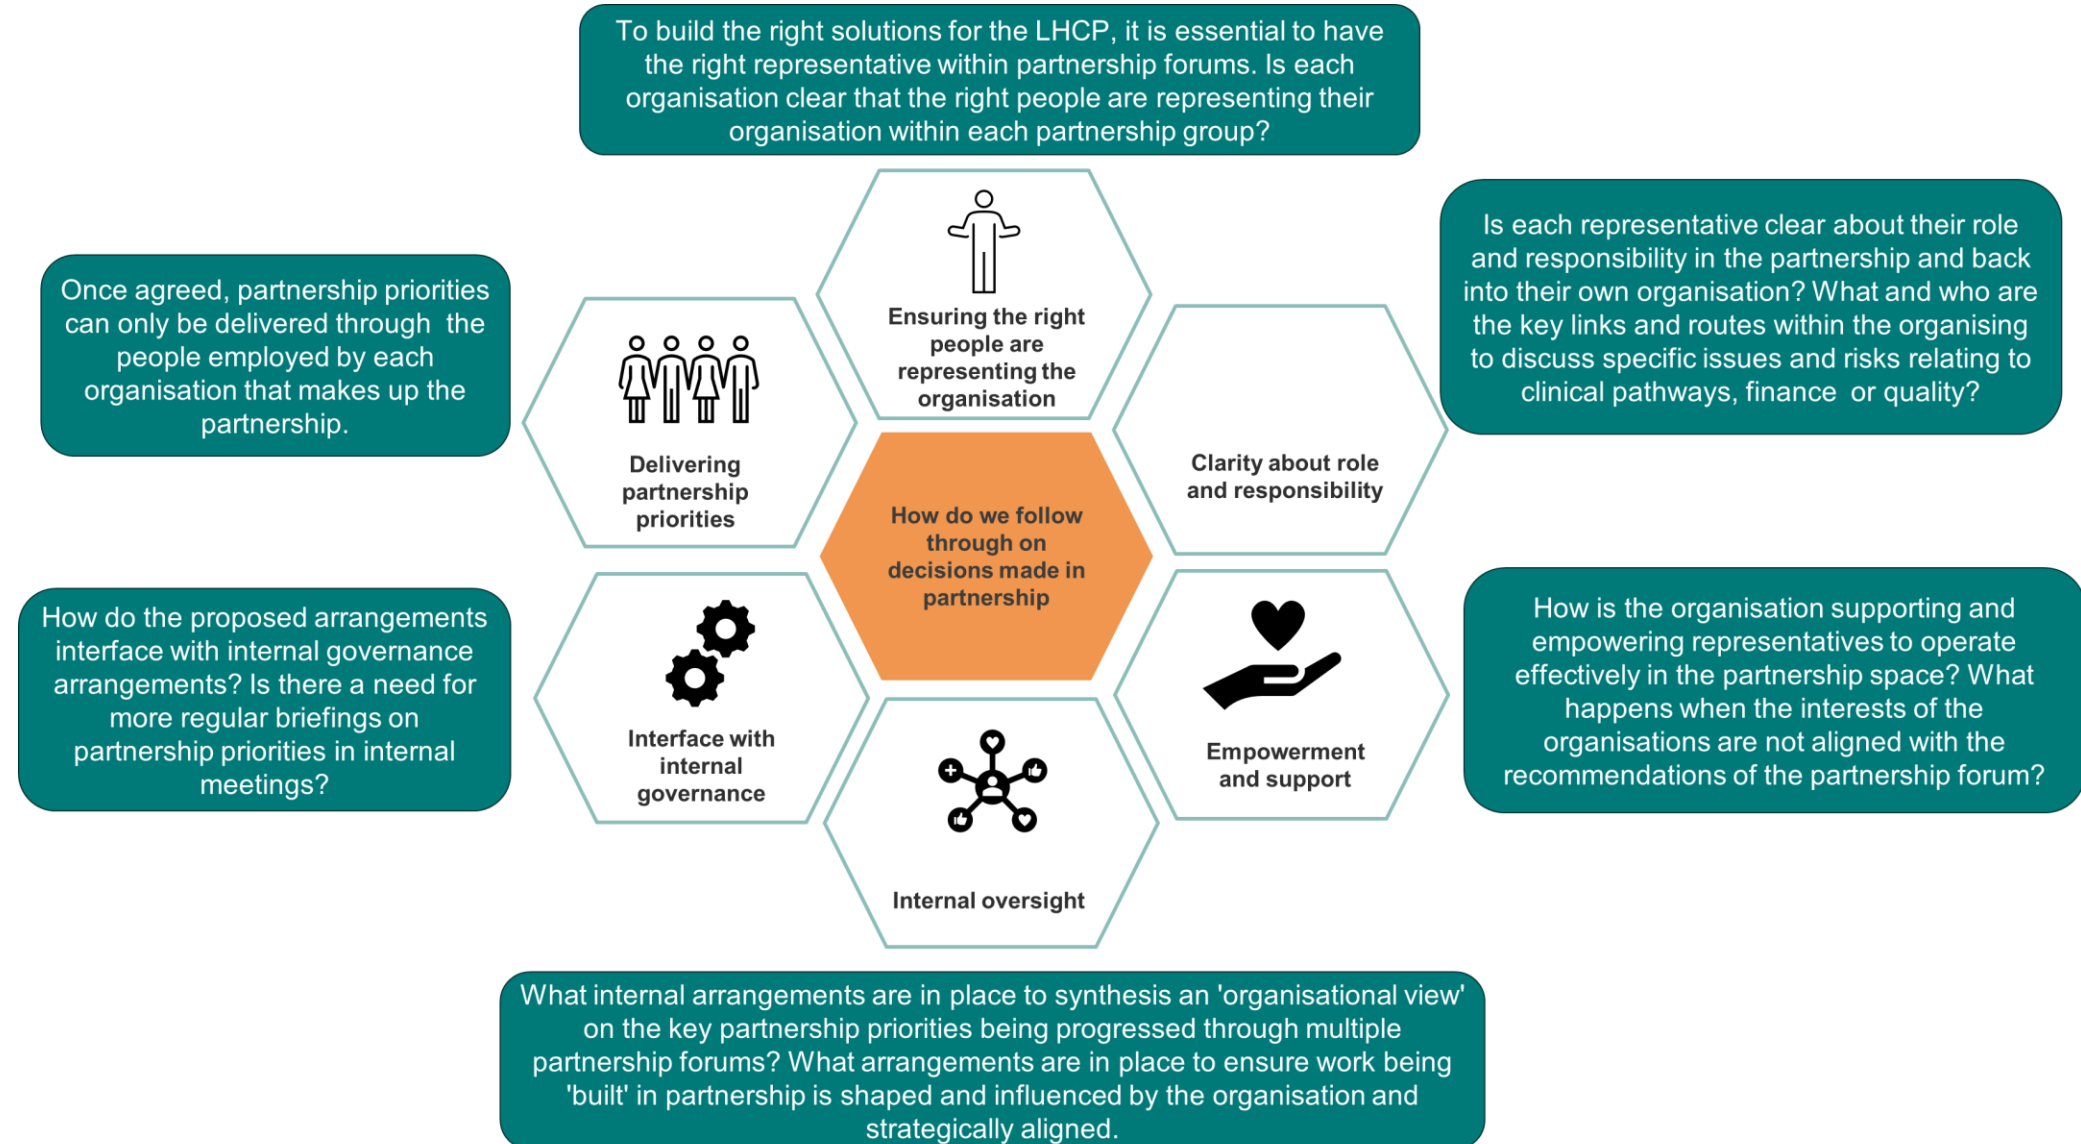 To build the right solutions for the LHCP, it is essential to have
the right representative within partnership forums. Is each
organisation clear that the right people are representing their
organisation within each partnership group?
Ensuring the right
people are
representing the
organisation
Is each representative clear about their role
and responsibility in the partnership and back
into their own organisation? What and who are
the key links and routes within the organising
to discuss specific issues and risks relating to
clinical pathways, finance or quality?
Clarity about role
and responsibility
Once agreed, partnership priorities
can only be delivered through the
people employed by each
organisation that makes up the
partnership.
Delivering
partnership
priorities
How do we follow
through on
decisions made in
partnership
How do the proposed arrangements
interface with internal governance
arrangements? Is there a need for
more regular briefings on
partnership priorities in internal
meetings?
Interface with
internal
governance
Empowerment
and support
How is the organisation supporting and
empowering representatives to operate
effectively in the partnership space? What
happens when the interests of the
organisations are not aligned with the
recommendations of the partnership forum?
Internal oversight
What internal arrangements are in place to synthesis an 'organisational view'
on the key partnership priorities being progressed through multiple
partnership forums? What arrangements are in place to ensure work being
'built' in partnership is shaped and influenced by the organisation and
strategically aligned.